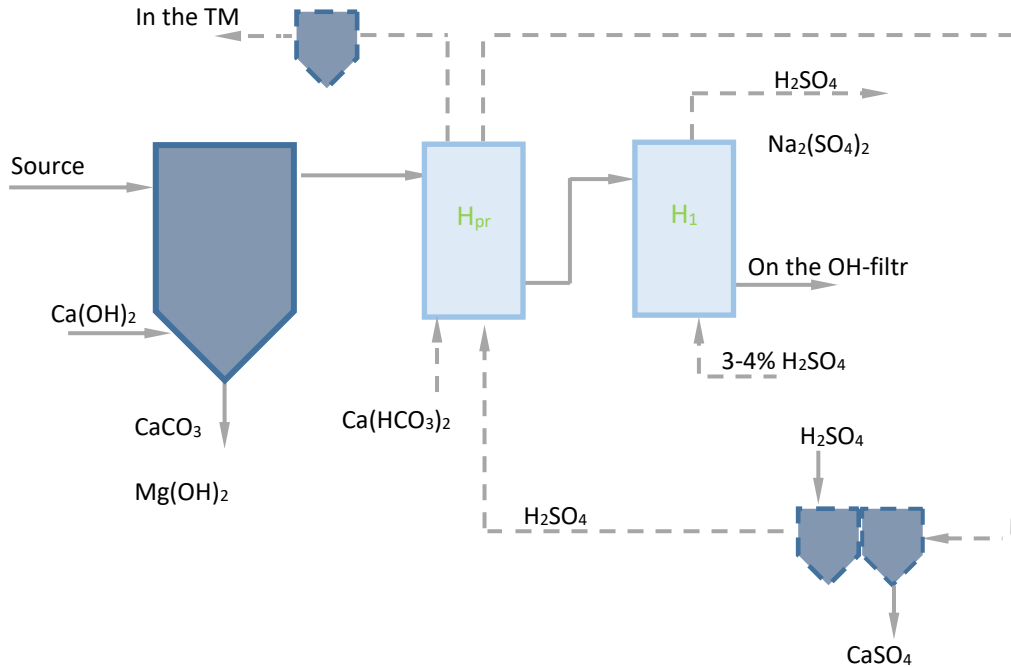 In the TM
H₂SO₄
Na₂(SO₄)₂
Source
Hpr
H₁
On the OH-filtr
Ca(OH)₂
3-4% H₂SO₄
CaCO₃
Ca(HCO₃)₂
H₂SO₄
Mg(OH)₂
H₂SO₄
CaSO₄